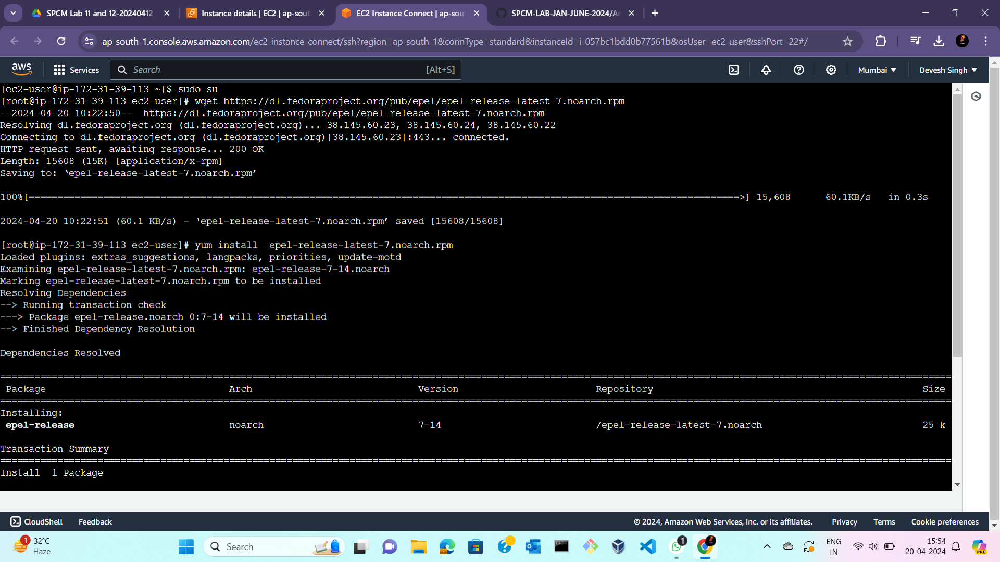 SPCM Lab 11 and 12-20240412_
Instance details | EC2 | ap-sout
EC2 Instance Connect | ap-sou
SPCM-LAB-JAN-JUNE-2024/A
ap-south-1.console.aws.amazon.com/ec2-instance-connect/ssh?region=ap-south-1&connType=standard&instanceId=i-057bc1bdd0b77561b&osUser=ec2-user&sshPort=22#/
aws
Services
Search
[Alt+S]
Mumbai
Devesh Singh
[ec2-user@ip-172-31-39-113 ~]$ sudo su
[root@ip-172-31-39-113 ec2-user]# wget https://dl.fedoraproject.org/pub/epel/epel-release-latest-7.noarch.rpm
--2024-04-20 10:22:50--  https://dl.fedoraproject.org/pub/epel/epel-release-latest-7.noarch.rpm
Resolving dl.fedoraproject.org (dl.fedoraproject.org)... 38.145.60.23, 38.145.60.24, 38.145.60.22
Connecting to dl.fedoraproject.org (dl.fedoraproject.org)|38.145.60.23|:443... connected.
HTTP request sent, awaiting response... 200 OK
Length: 15608 (15K) [application/x-rpm]
Saving to: ‘epel-release-latest-7.noarch.rpm’
100%[============================================================================================================================>] 15,608      60.1KB/s   in 0.3s
2024-04-20 10:22:51 (60.1 KB/s) - ‘epel-release-latest-7.noarch.rpm’ saved [15608/15608]
[root@ip-172-31-39-113 ec2-user]# yum install  epel-release-latest-7.noarch.rpm
Loaded plugins: extras_suggestions, langpacks, priorities, update-motd
Examining epel-release-latest-7.noarch.rpm: epel-release-7-14.noarch
Marking epel-release-latest-7.noarch.rpm to be installed
Resolving Dependencies
--> Running transaction check
---> Package epel-release.noarch 0:7-14 will be installed
--> Finished Dependency Resolution
Dependencies Resolved
======================================================================================================================================================================
Package Arch Version Repository Size
======================================================================================================================================================================
Installing:
epel-release noarch 7-14 /epel-release-latest-7.noarch 25 k
Transaction Summary
======================================================================================================================================================================
Install  1 Package
CloudShell
Feedback
© 2024, Amazon Web Services, Inc. or its affiliates.
Privacy
Terms
Cookie preferences
1
32°C
Haze
Search
1
ENG
IN
15:54
20-04-2024
PRE